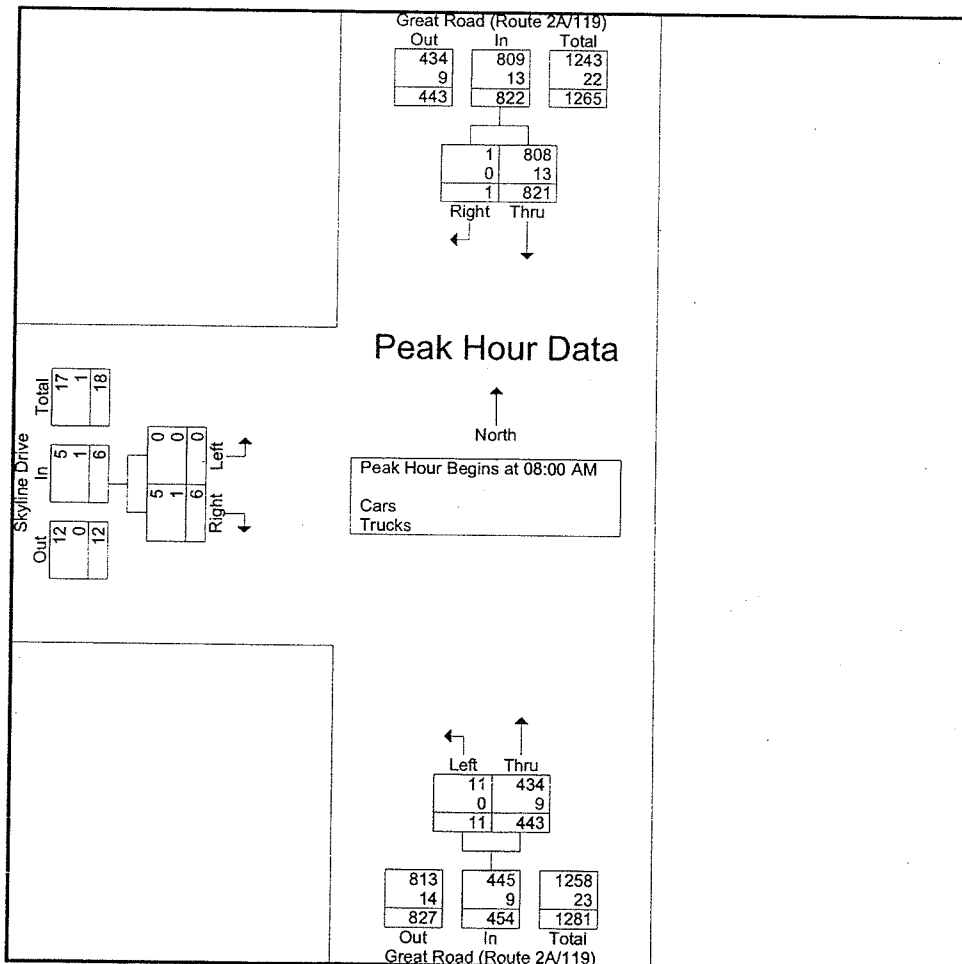 Great Road (Route 2A/119)
Out In Total
434 809 1243
9 13 22
443 822 1265
1 808
0 13
1 821
Right Thru
Peak Hour Data
North
Peak Hour Begins at 08:00 AM
Cars
Trucks
Skyline Drive
Out In Total
12 5 17
0 1 1
12 6 18
Right Left
5 0
1 0
6 0
Left Thru
11 434
0 9
11 443
813 445 1258
14 9 23
827 454 1281
Out In Total
Great Road (Route 2A/119)